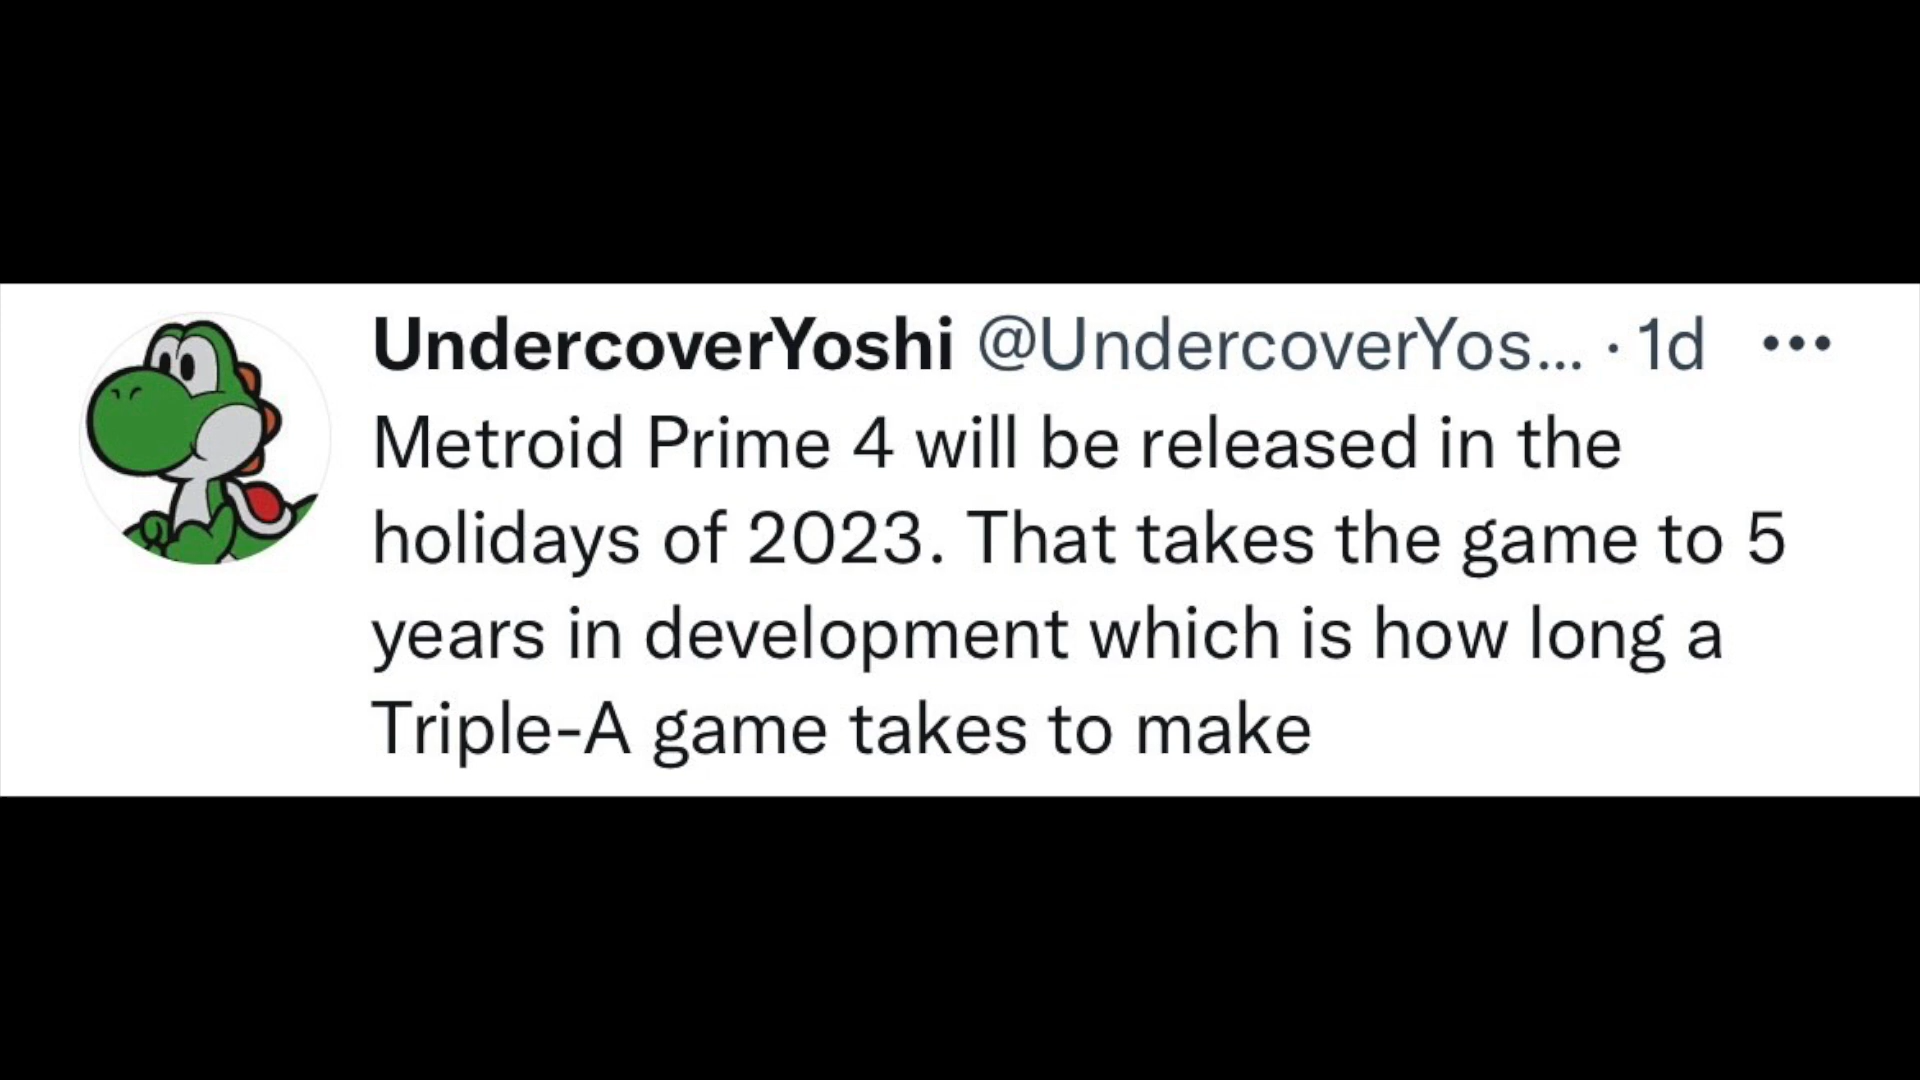 UndercoverYoshi @UndercoverYos... · 1d ...
Metroid Prime 4 will be released in the
holidays of 2023. That takes the game to 5
years in development which is how long a
Triple-A game takes to make